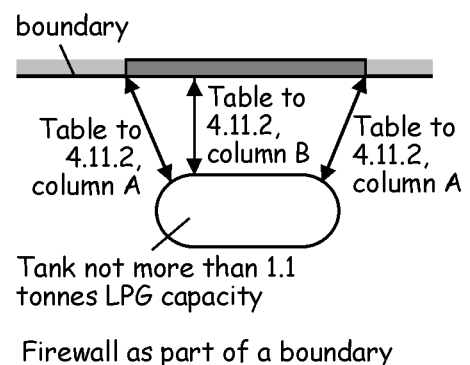 boundary
Table to
4.11.2,
column A
Table to
4.11.2,
column B
Table to
4.11.2,
column A
Tank not more than 1.1
tonnes LPG capacity
Firewall as part of a boundary